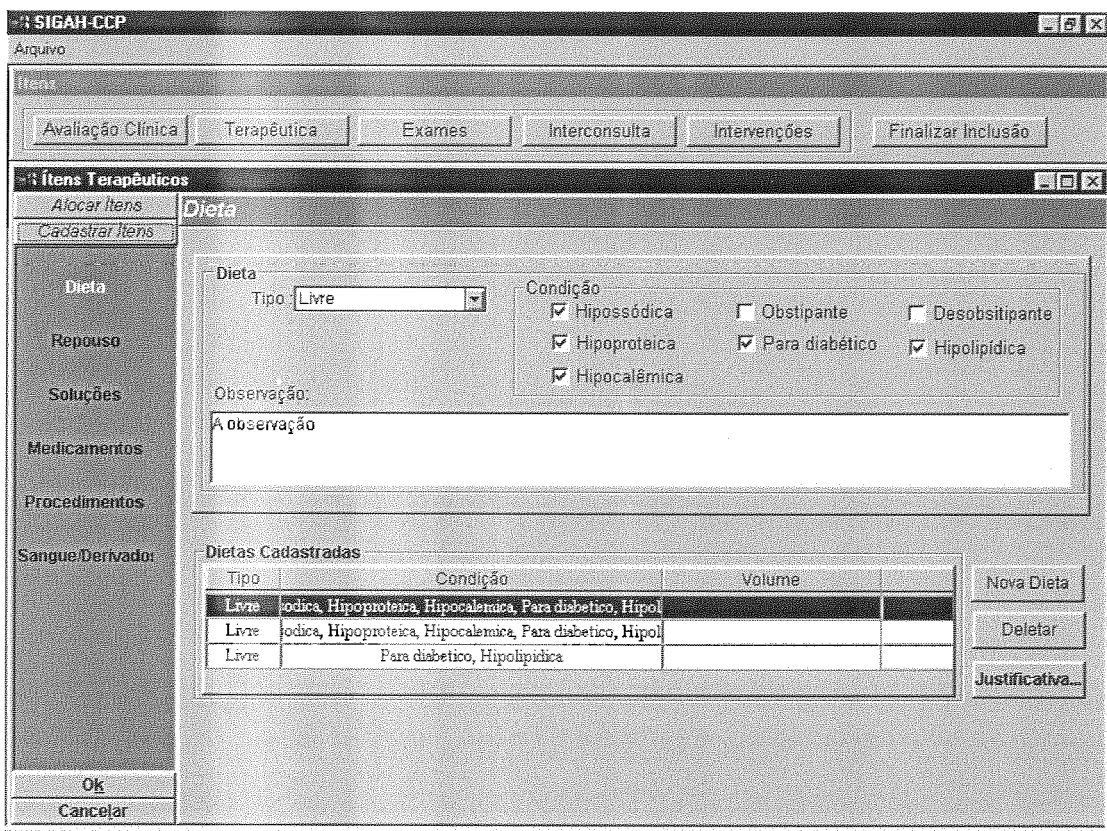 SIGAH-CCP
Arquivo
Ítens
Avaliação Clínica Terapêutica Exames Interconsulta Intervenções Finalizar Inclusão
Ítens Terapêuticos
Alocar Itens
Cadastrar Itens
Dieta
Dieta
Repouso
Soluções
Medicamentos
Procedimentos
Sangue/Derivado
Ok
Cancelar
Dieta
Tipo : Livre
Condição
Hipossódica Obstipante Desobsitipante
Hipoproteica Para diabético Hipolipídica
Hipocalêmica
Observação:
A observação
Dietas Cadastradas
Tipo Condição Volume
Livre sodica, Hipoproteica, Hipocalemica, Para diabetico, Hipol
Livre sodica, Hipoproteica, Hipocalemica, Para diabetico, Hipol
Livre Para diabetico, Hipolipidica
Nova Dieta
Deletar
Justificativa...